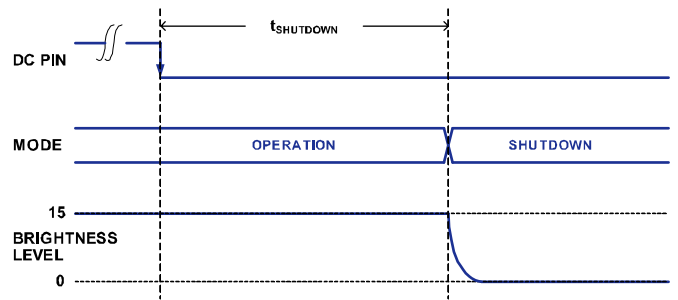 tSHUTDOWN
DC PIN
MODE
OPERATION
SHUTDOWN
15
BRIGHTNESS
LEVEL
0